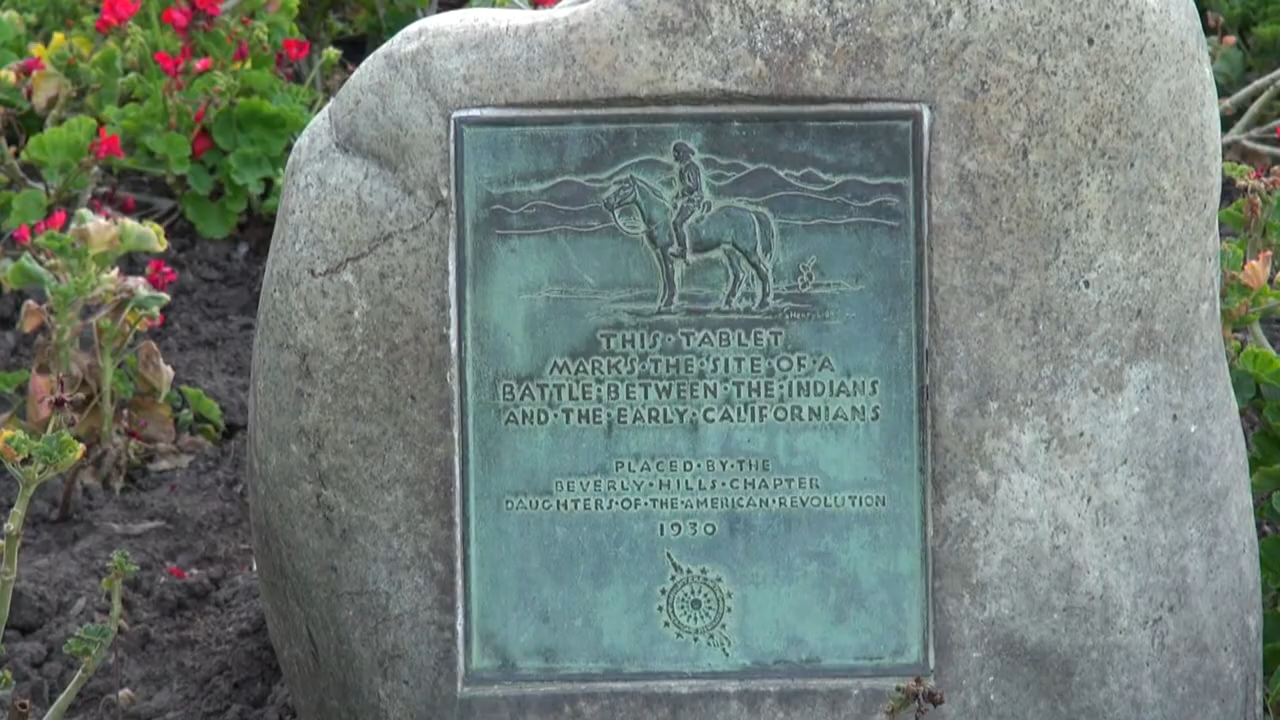 THIS·TABLET
MARKS·THE·SITE·OF·A
BATTLE·BETWEEN·THE·INDIANS
AND·THE·EARLY·CALIFORNIANS
PLACED·BY·THE
BEVERLY·HILLS·CHAPTER
DAUGHTERS·OF·THE·AMERICAN·REVOLUTION
1930